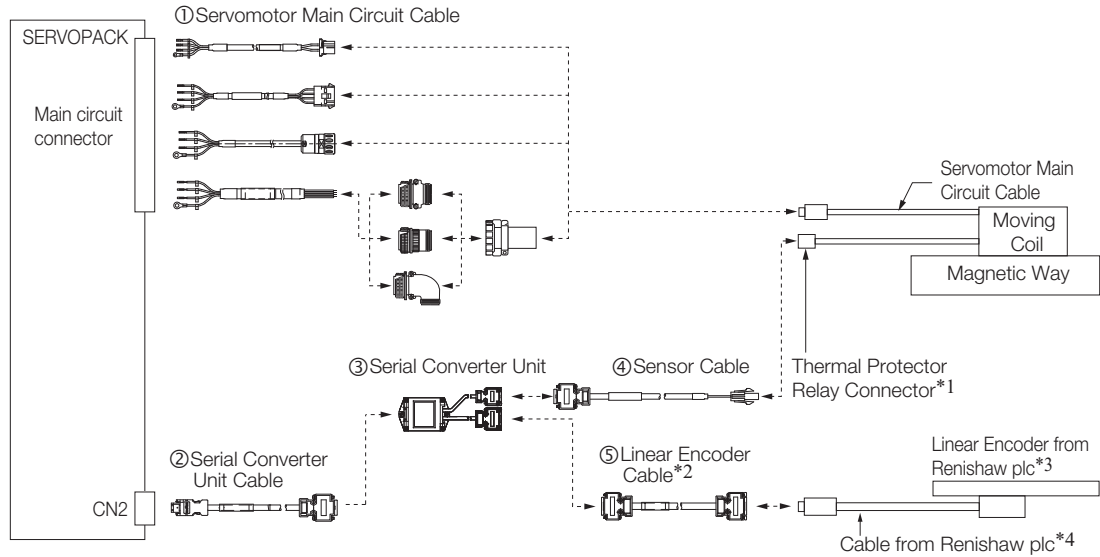 ①Servomotor Main Circuit Cable
SERVOPACK
Main circuit
connector
Servomotor Main
Circuit Cable
Moving
Coil
Magnetic Way
③Serial Converter Unit
④Sensor Cable
Thermal Protector
Relay Connector*1
②Serial Converter
Unit Cable
⑤Linear Encoder
Cable*2
Linear Encoder from
Renishaw plc*3
CN2
Cable from Renishaw plc*4